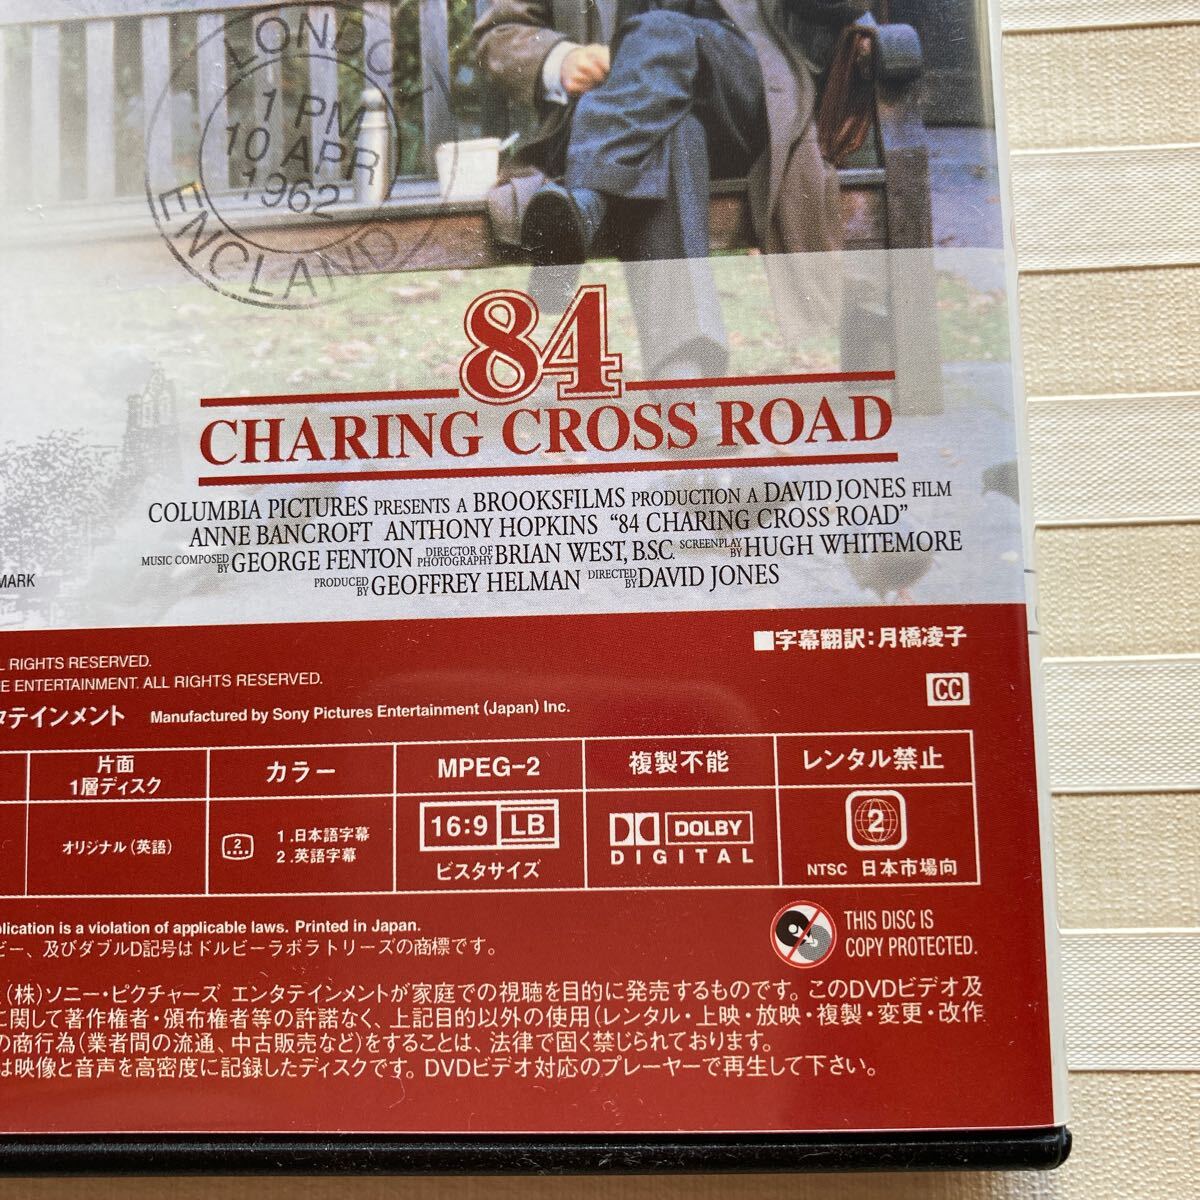 LONDON
1 PM
10 APR
1962
ENGLAND
84
CHARING CROSS ROAD
COLUMBIA PICTURES PRESENTS A BROOKSFILMS PRODUCTION A DAVID JONES FILM
ANNE BANCROFT ANTHONY HOPKINS “84 CHARING CROSS ROAD”
MUSIC COMPOSED BY GEORGE FENTON DIRECTOR OF PHOTOGRAPHY BRIAN WEST, B.S.C. SCREENPLAY BY HUGH WHITEMORE
PRODUCED BY GEOFFREY HELMAN DIRECTED BY DAVID JONES
MARK
■字幕翻訳：月橋凌子
L RIGHTS RESERVED.
E ENTERTAINMENT. ALL RIGHTS RESERVED.
CC
タテインメント Manufactured by Sony Pictures Entertainment (Japan) Inc.
片面
1層ディスク
カラー
MPEG-2
複製不能
レンタル禁止
オリジナル（英語）
2
1.日本語字幕
2.英語字幕
16:9 LB
ビスタサイズ
DOLBY
DIGITAL
2
NTSC 日本市場向
plication is a violation of applicable laws. Printed in Japan.
ビー、及びダブルD記号はドルビーラボラトリーズの商標です。
THIS DISC IS
COPY PROTECTED.
（株）ソニー・ピクチャーズ エンタテインメントが家庭での視聴を目的に発売するものです。このDVDビデオ及
に関して著作権者・頒布権者等の許諾なく、上記目的以外の使用（レンタル・上映・放映・複製・変更・改作
の商行為（業者間の流通、中古販売など）をすることは、法律で固く禁じられております。
は映像と音声を高密度に記録したディスクです。DVDビデオ対応のプレーヤーで再生して下さい。